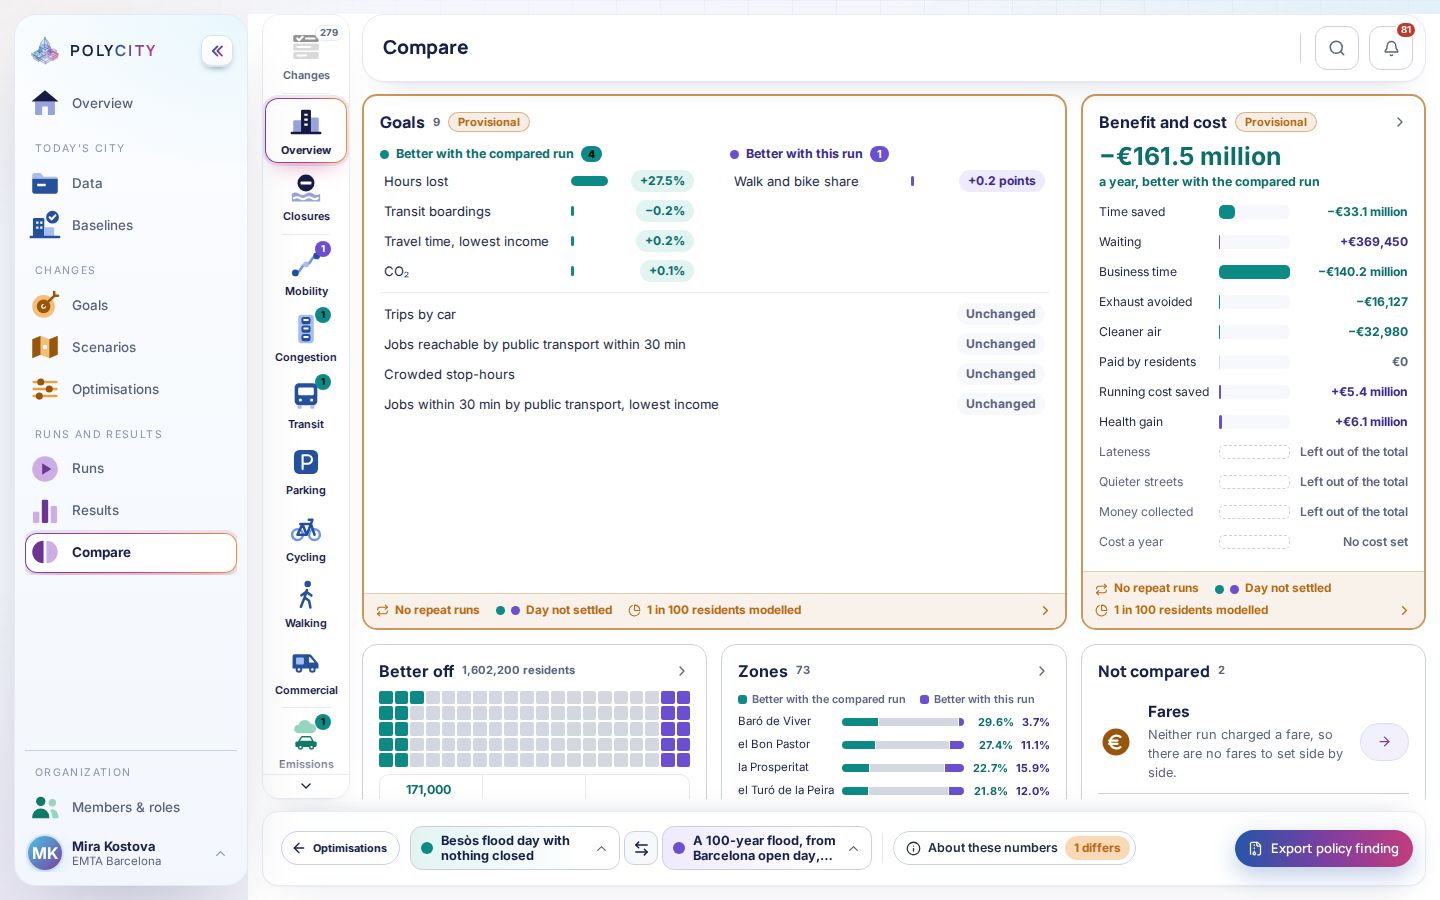 POLYCITY
Overview
TODAY'S CITY
Data
Baselines
CHANGES
Goals
Scenarios
Optimisations
RUNS AND RESULTS
Runs
Results
Compare
ORGANIZATION
Members & roles
MK
Mira Kostova
EMTA Barcelona
279
Changes
Overview
Closures
1
Mobility
1
Congestion
1
Transit
Parking
Cycling
Walking
Commercial
1
Emissions
Compare
81
Goals 9 Provisional
Better with the compared run 4
Hours lost +27.5%
Transit boardings −0.2%
Travel time, lowest income +0.2%
CO₂ +0.1%
Better with this run 1
Walk and bike share +0.2 points
Trips by car Unchanged
Jobs reachable by public transport within 30 min Unchanged
Crowded stop-hours Unchanged
Jobs within 30 min by public transport, lowest income Unchanged
No repeat runs Day not settled 1 in 100 residents modelled
Benefit and cost Provisional
−€161.5 million
a year, better with the compared run
Time saved −€33.1 million
Waiting +€369,450
Business time −€140.2 million
Exhaust avoided −€16,127
Cleaner air −€32,980
Paid by residents €0
Running cost saved +€5.4 million
Health gain +€6.1 million
Lateness Left out of the total
Quieter streets Left out of the total
Money collected Left out of the total
Cost a year No cost set
No repeat runs Day not settled
1 in 100 residents modelled
Better off 1,602,200 residents
171,000
Zones 73
Better with the compared run Better with this run
Baró de Viver 29.6% 3.7%
el Bon Pastor 27.4% 11.1%
la Prosperitat 22.7% 15.9%
el Turó de la Peira 21.8% 12.0%
Not compared 2
Fares
Neither run charged a fare, so
there are no fares to set side by
side.
Optimisations
Besòs flood day with
nothing closed
A 100-year flood, from
Barcelona open day,...
About these numbers 1 differs
Export policy finding